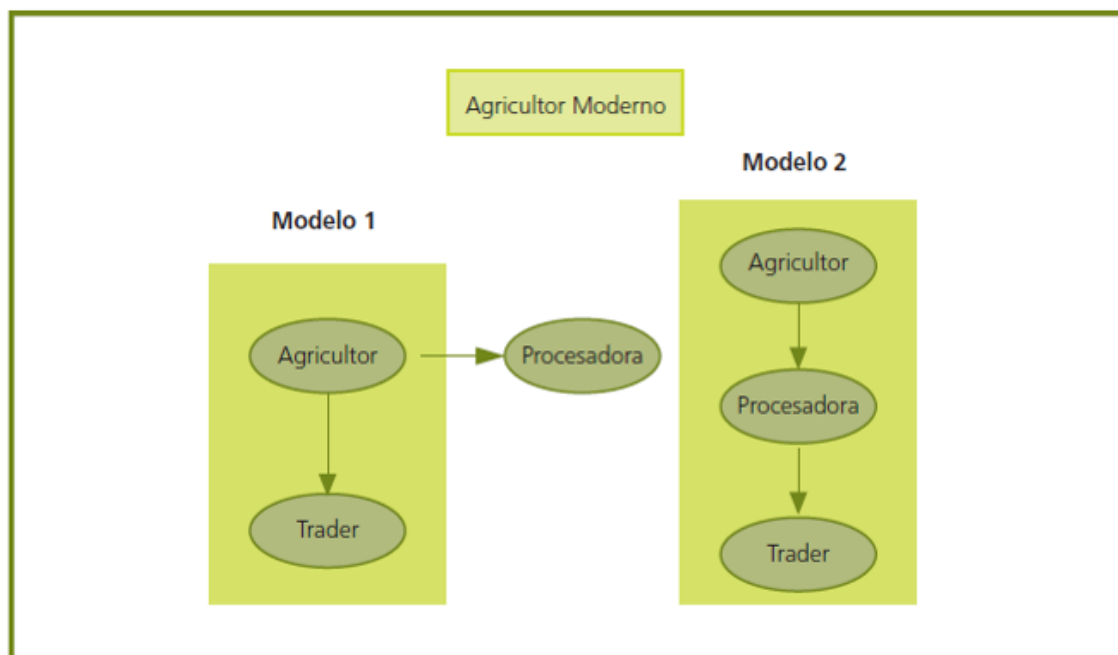 Agricultor Moderno
Modelo 1
Agricultor
Procesadora
Trader
Modelo 2
Agricultor
Procesadora
Trader